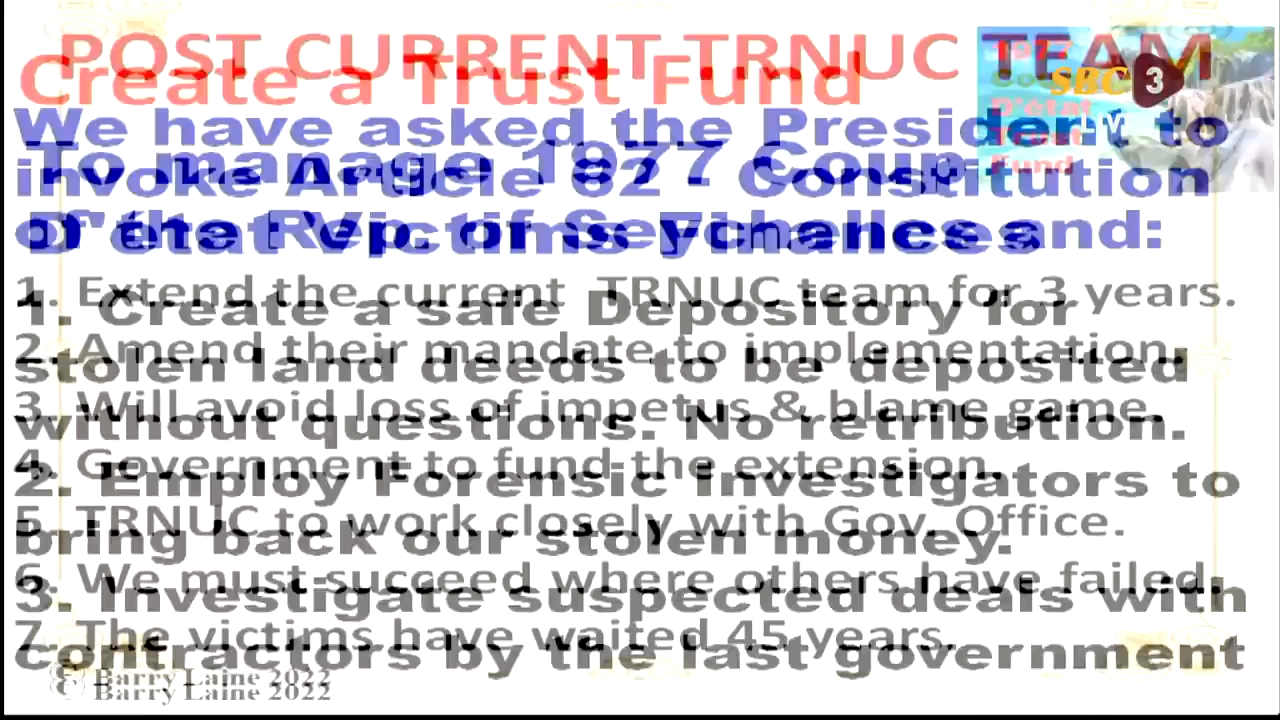 POST CURRENT TRNUC TEAM
We have asked the President to
invoke Article 82 - Constitution
of the Rep. of Seychelles and:
1. Extend the current TRNUC team for 3 years.
2. Amend their mandate to implementation.
3. Will avoid loss of impetus & blame game.
4. Government to fund the extension.
5. TRNUC to work closely with Gov. Office.
6. We must succeed where others have failed.
7. The victims have waited 45 years.
Barry Laine 2022
Create a Trust Fund
To manage 1977 Coup
D'état Victims Finances
1. Create a safe Depository for
stolen land deeds to be deposited
without questions. No retribution.
2. Employ Forensic Investigators to
bring back our stolen money.
3. Investigate suspected deals with
contractors by the last government
Barry Laine 2022
1977
D'état
Trust
Fund
SBC 3